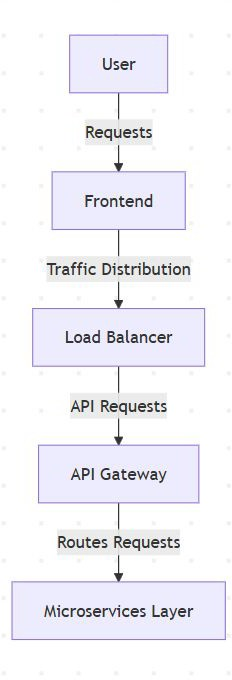 User
Requests
Frontend
Traffic Distribution
Load Balancer
API Requests
API Gateway
Routes Requests
Microservices Layer